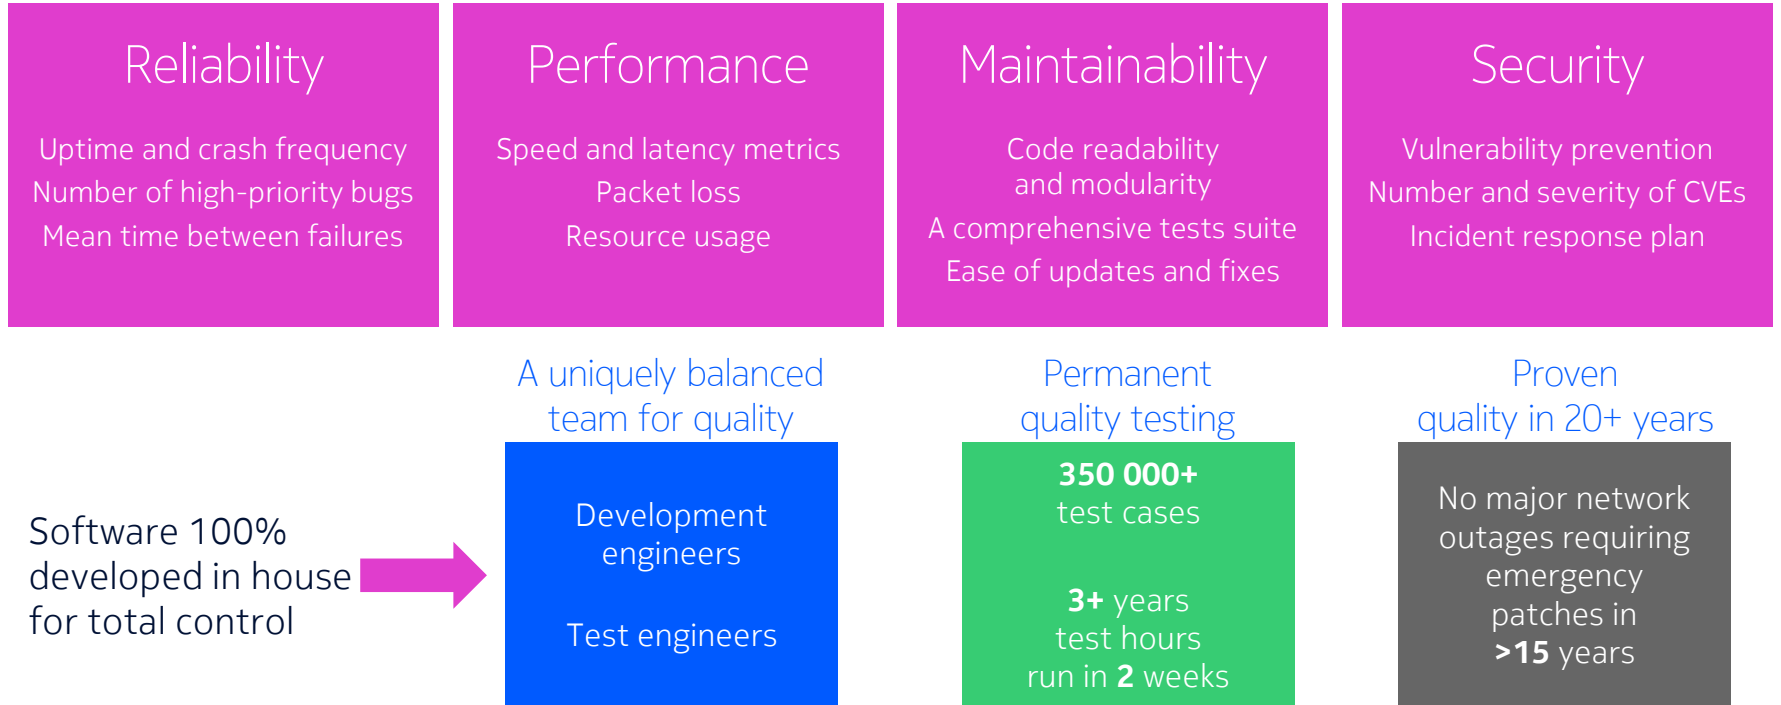 Reliability
Uptime and crash frequency
Number of high-priority bugs
Mean time between failures
Performance
Speed and latency metrics
Packet loss
Resource usage
Maintainability
Code readability
and modularity
A comprehensive tests suite
Ease of updates and fixes
Security
Vulnerability prevention
Number and severity of CVEs
Incident response plan
Software 100%
developed in house
for total control
A uniquely balanced
team for quality
Development
engineers
Test engineers
Permanent
quality testing
350 000+
test cases
3+ years
test hours
run in 2 weeks
Proven
quality in 20+ years
No major network
outages requiring
emergency
patches in
>15 years